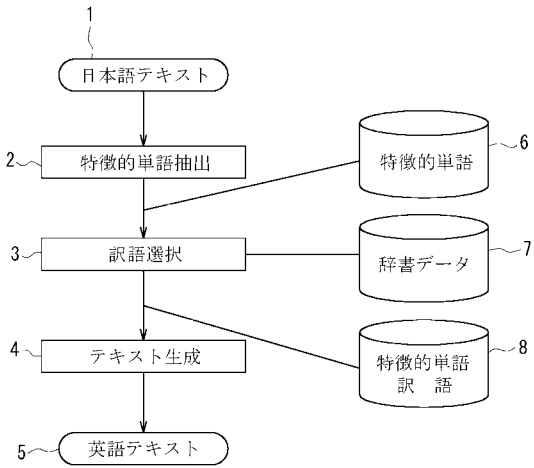 1
日本語テキスト
2
特徴的単語抽出
6
特徴的単語
3
訳語選択
7
辞書データ
4
テキスト生成
8
特徴的単語
訳 語
5
英語テキスト